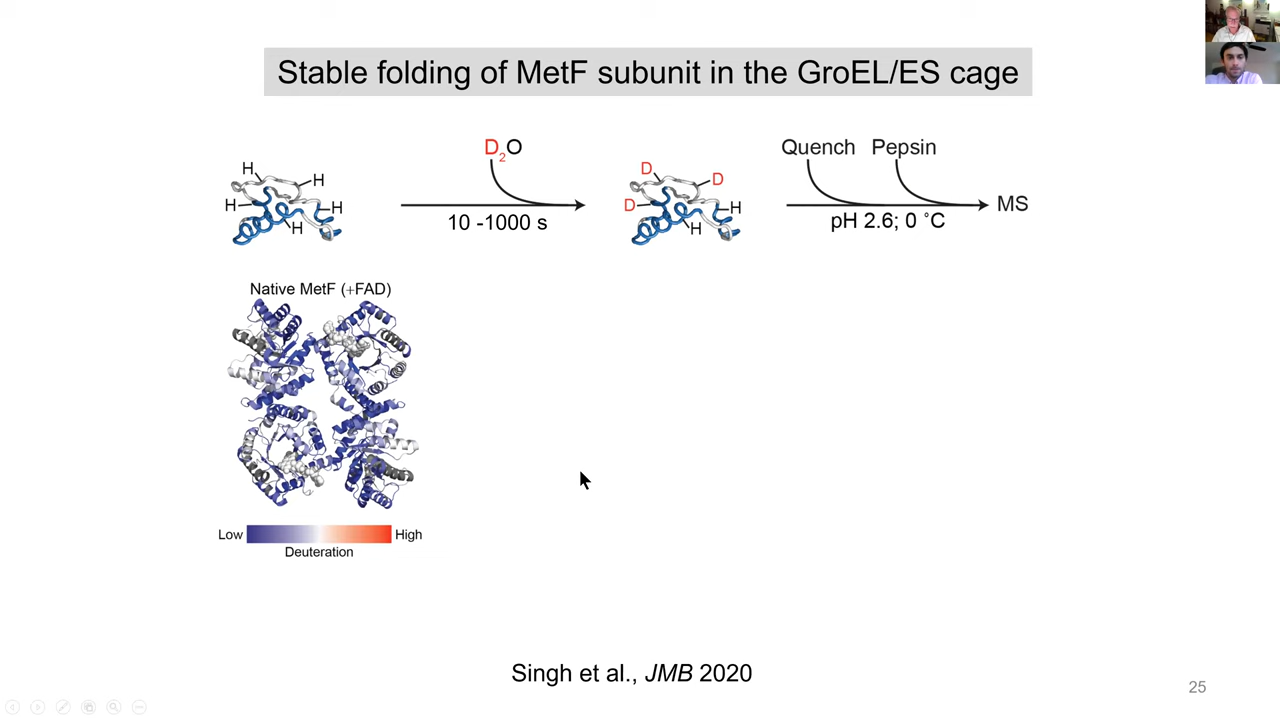 Stable folding of MetF subunit in the GroEL/ES cage
H
H
H
H
H
D2O
10 -1000 s
D
D
D
H
H
Quench Pepsin
pH 2.6; 0 ˚C
MS
Native MetF (+FAD)
Low High
Deuteration
Singh et al., JMB 2020
25